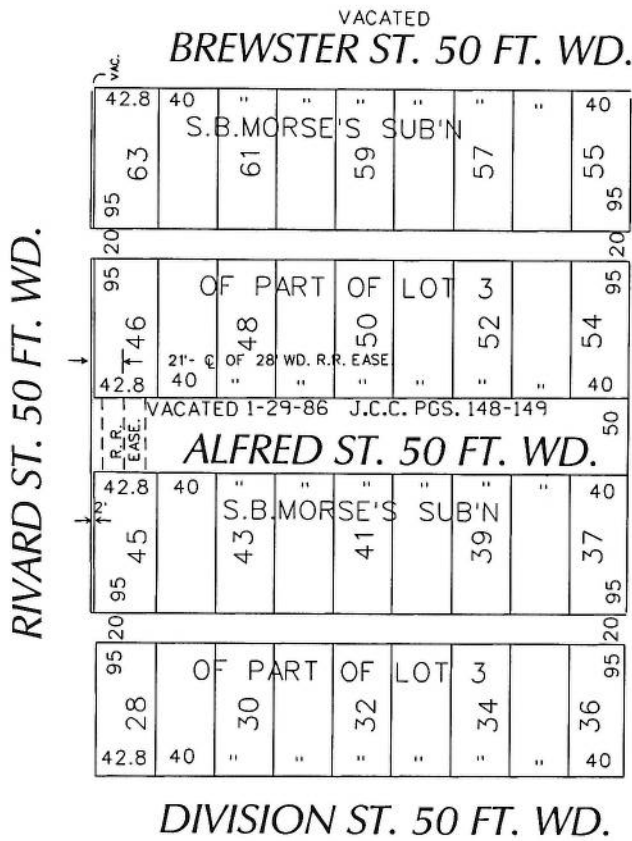 VACATED
BREWSTER ST. 50 FT. WD.
VAC.
42.8 40 " " " " " " 40
S.B.MORSE'S SUB'N
63 61 59 57 55
95 95
20 20
95 95
OF PART OF LOT 3
46 48 50 52 54
21'- ℄ OF 28' WD. R.R. EASE.
42.8 40 " " " " " " 40
VACATED 1-29-86 J.C.C. PGS. 148-149
R.R. EASE.
50
ALFRED ST. 50 FT. WD.
42.8 40 " " " " " " 40
S.B.MORSE'S SUB'N
2'
45 43 41 39 37
95 95
20 20
95 95
OF PART OF LOT 3
28 30 32 34 36
42.8 40 " " " " " " 40
DIVISION ST. 50 FT. WD.
RIVARD ST. 50 FT. WD.